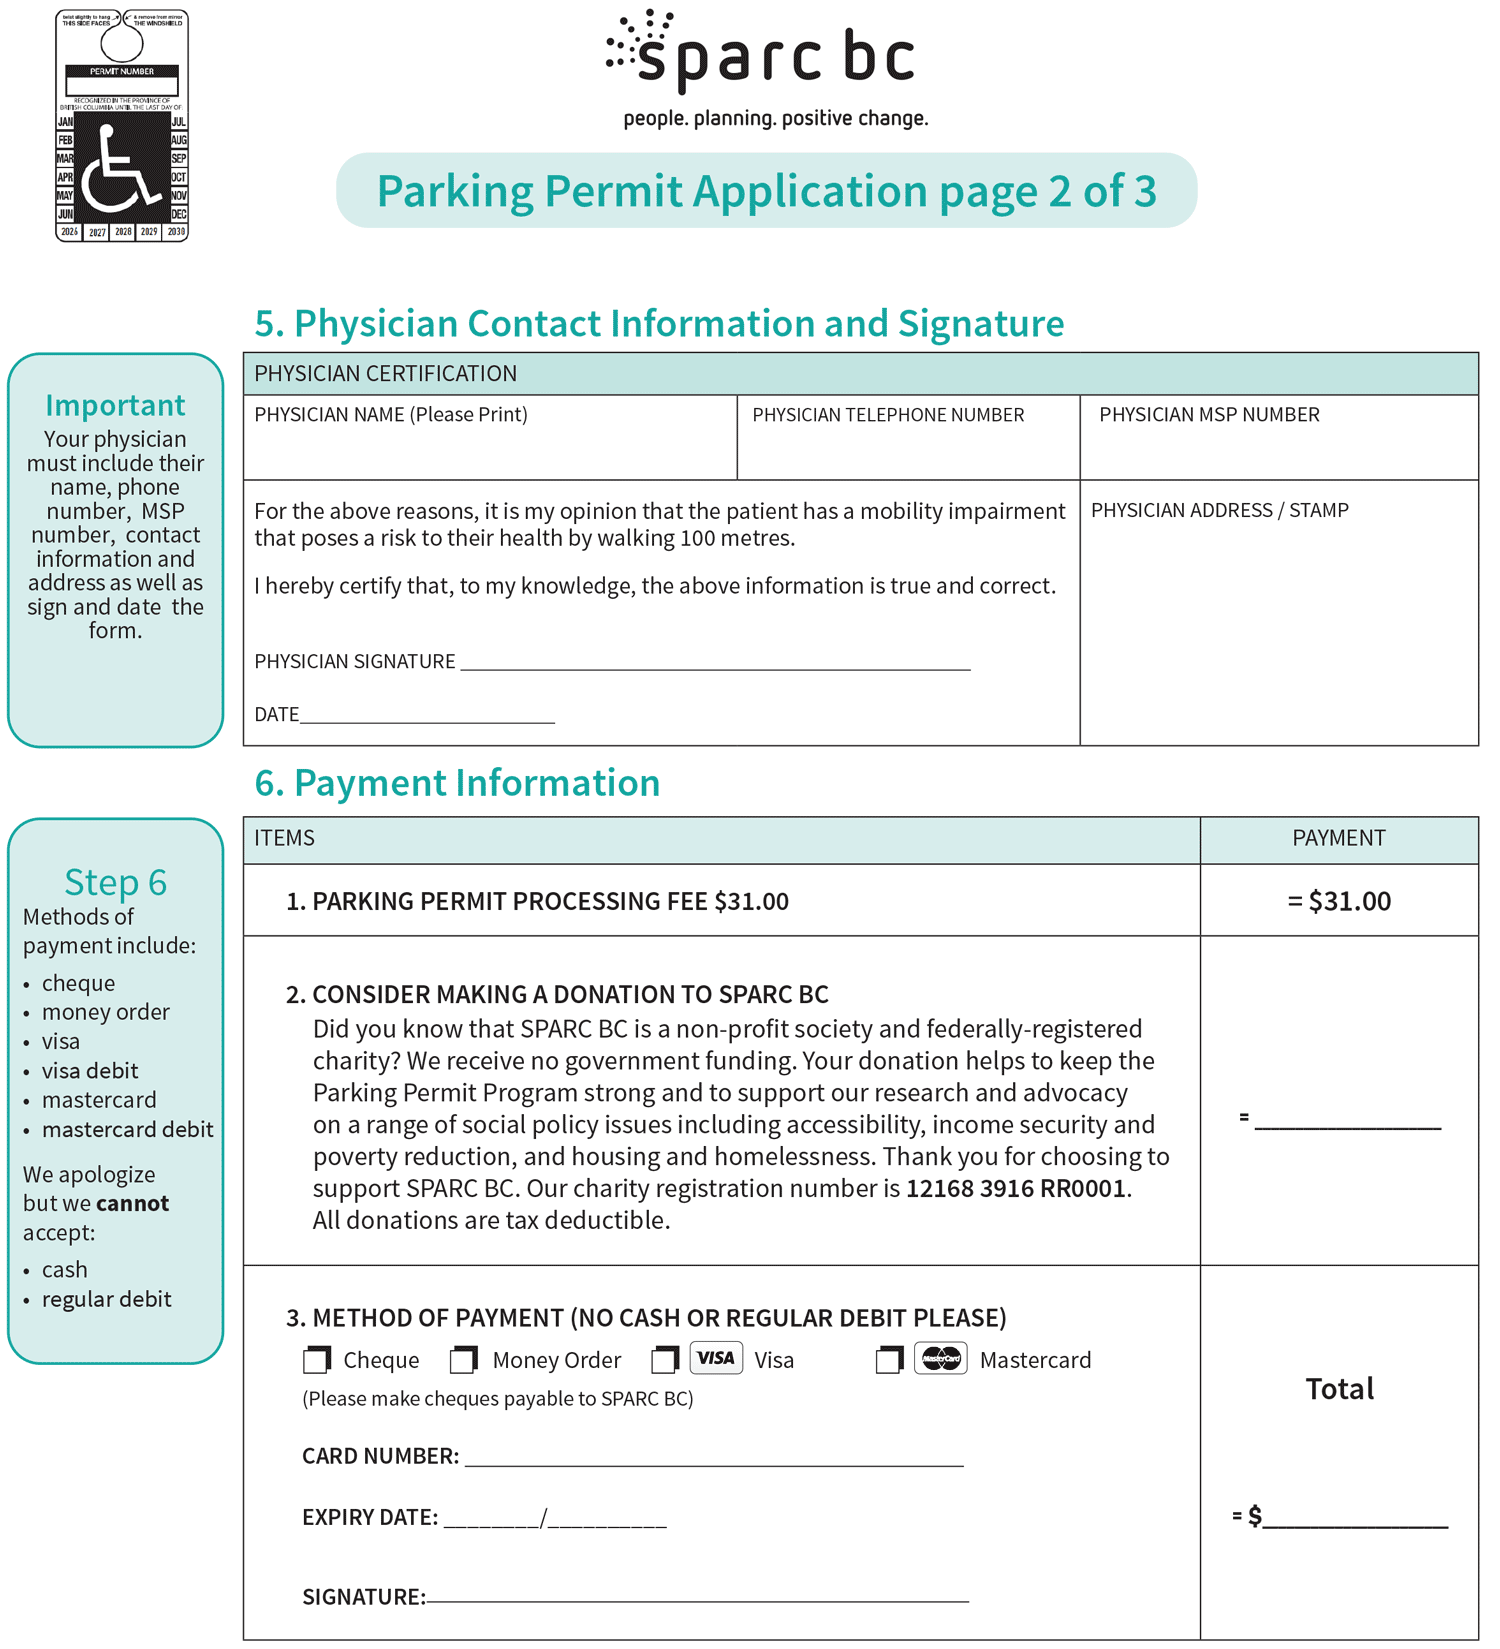 twist slightly to hang & remove from mirror
THIS SIDE FACES THE WINDSHIELD
PERMIT NUMBER
RECOGNIZED IN THE PROVINCE OF
BRITISH COLUMBIA UNTIL THE LAST DAY OF:
JAN JUL
FEB AUG
MAR SEP
APR OCT
MAY NOV
JUN DEC
2026 2027 2028 2029 2030
sparc bc
people. planning. positive change.
Parking Permit Application page 2 of 3
5. Physician Contact Information and Signature
Important
Your physician
must include their
name, phone
number, MSP
number, contact
information and
address as well as
sign and date the
form.
PHYSICIAN CERTIFICATION
PHYSICIAN NAME (Please Print) PHYSICIAN TELEPHONE NUMBER PHYSICIAN MSP NUMBER
For the above reasons, it is my opinion that the patient has a mobility impairment
that poses a risk to their health by walking 100 metres.
I hereby certify that, to my knowledge, the above information is true and correct.
PHYSICIAN SIGNATURE
DATE
PHYSICIAN ADDRESS / STAMP
6. Payment Information
Step 6
Methods of
payment include:
• cheque
• money order
• visa
• visa debit
• mastercard
• mastercard debit
We apologize
but we cannot
accept:
• cash
• regular debit
ITEMS PAYMENT
1. PARKING PERMIT PROCESSING FEE $31.00 = $31.00
2. CONSIDER MAKING A DONATION TO SPARC BC
Did you know that SPARC BC is a non-profit society and federally-registered
charity? We receive no government funding. Your donation helps to keep the
Parking Permit Program strong and to support our research and advocacy
on a range of social policy issues including accessibility, income security and
poverty reduction, and housing and homelessness. Thank you for choosing to
support SPARC BC. Our charity registration number is 12168 3916 RR0001.
All donations are tax deductible.
= ______________
3. METHOD OF PAYMENT (NO CASH OR REGULAR DEBIT PLEASE)
Cheque Money Order VISA Visa MasterCard Mastercard
(Please make cheques payable to SPARC BC)
CARD NUMBER:
EXPIRY DATE: ________/__________
SIGNATURE:
Total
= $______________